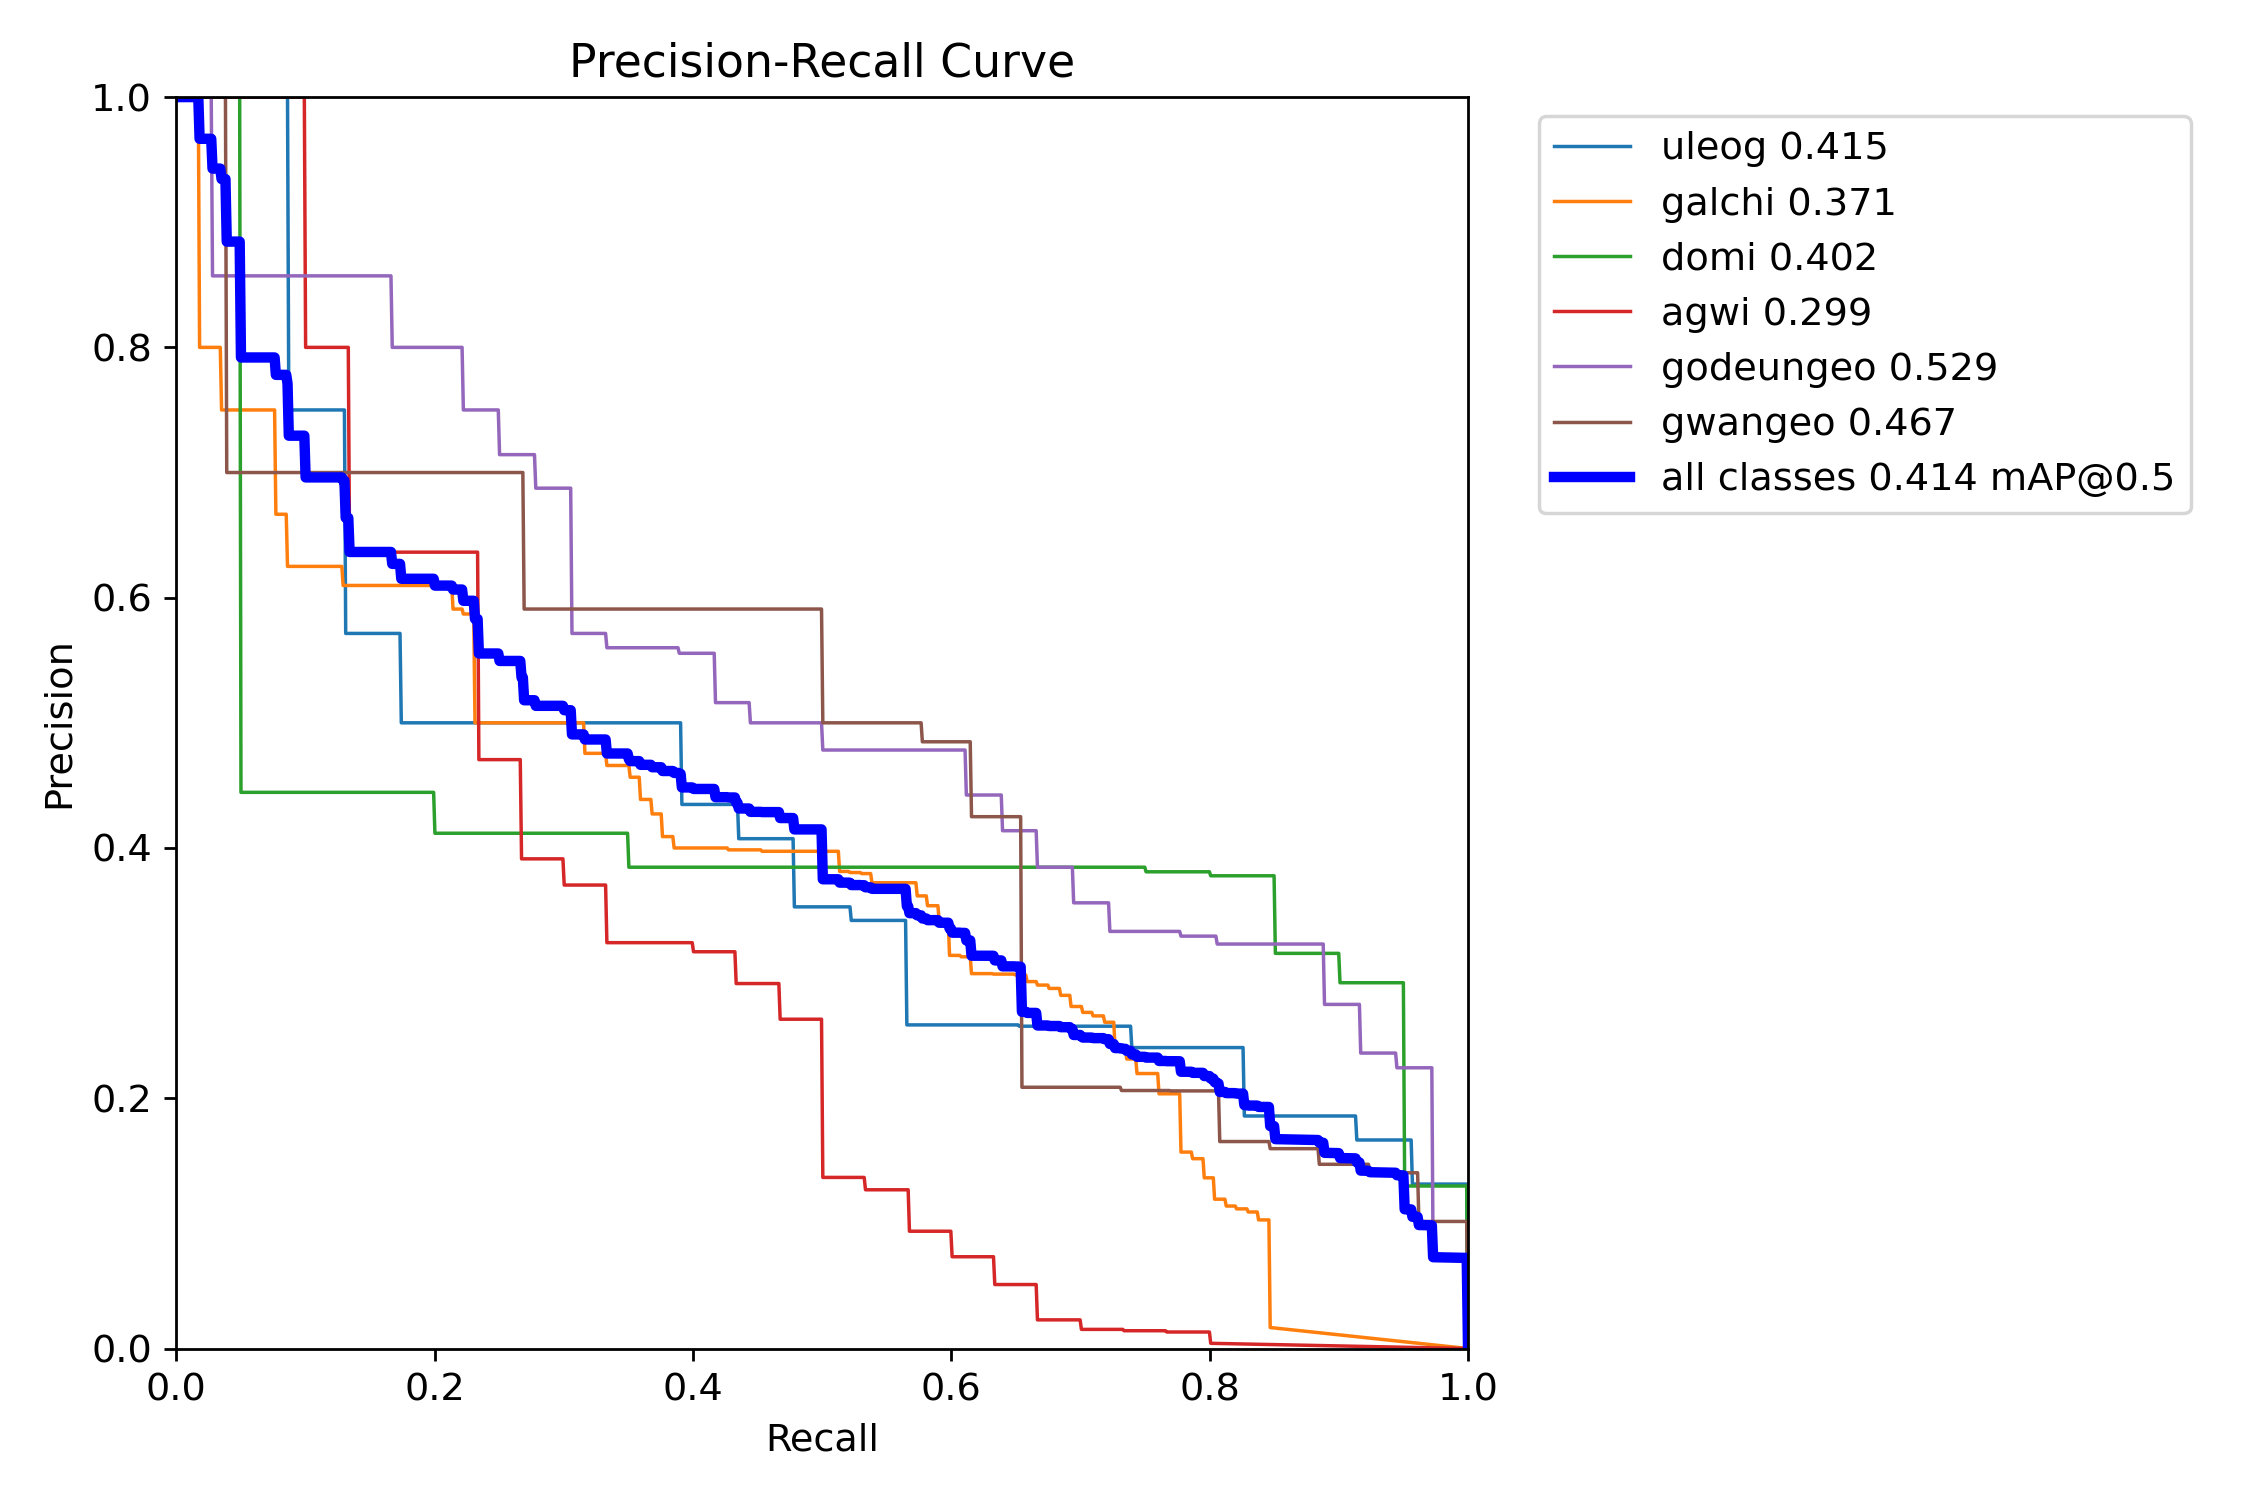 Precision-Recall Curve
1.0
0.8
0.6
0.4
0.2
0.0
Precision
0.0 0.2 0.4 0.6 0.8 1.0
Recall
uleog 0.415
galchi 0.371
domi 0.402
agwi 0.299
godeungeo 0.529
gwangeo 0.467
all classes 0.414 mAP@0.5